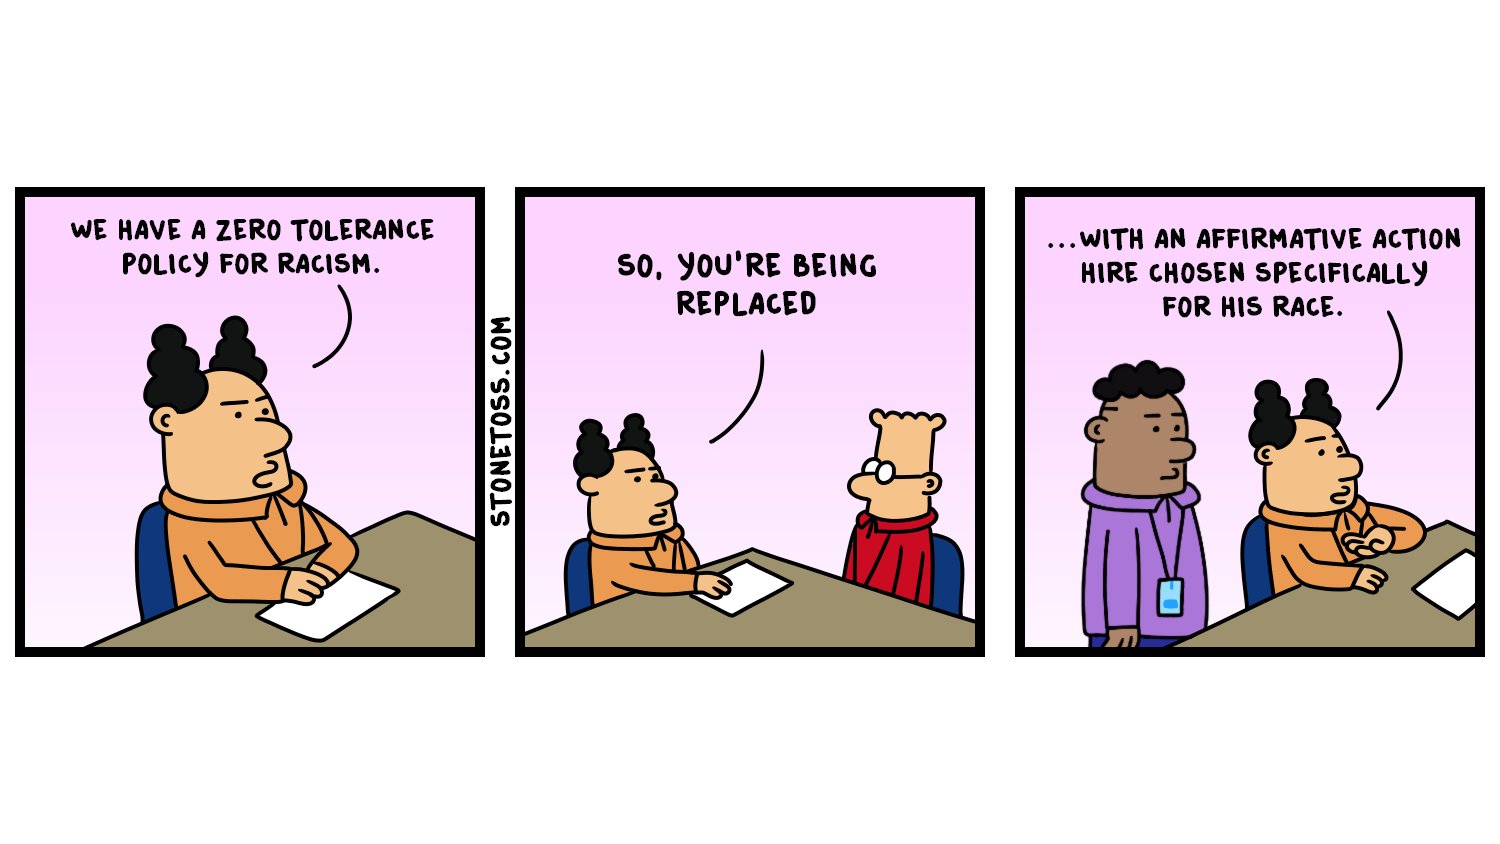 WE HAVE A ZERO TOLERANCE
POLICY FOR RACISM.
STONETOSS.COM
SO, YOU'RE BEING
REPLACED
...WITH AN AFFIRMATIVE ACTION
HIRE CHOSEN SPECIFICALLY
FOR HIS RACE.